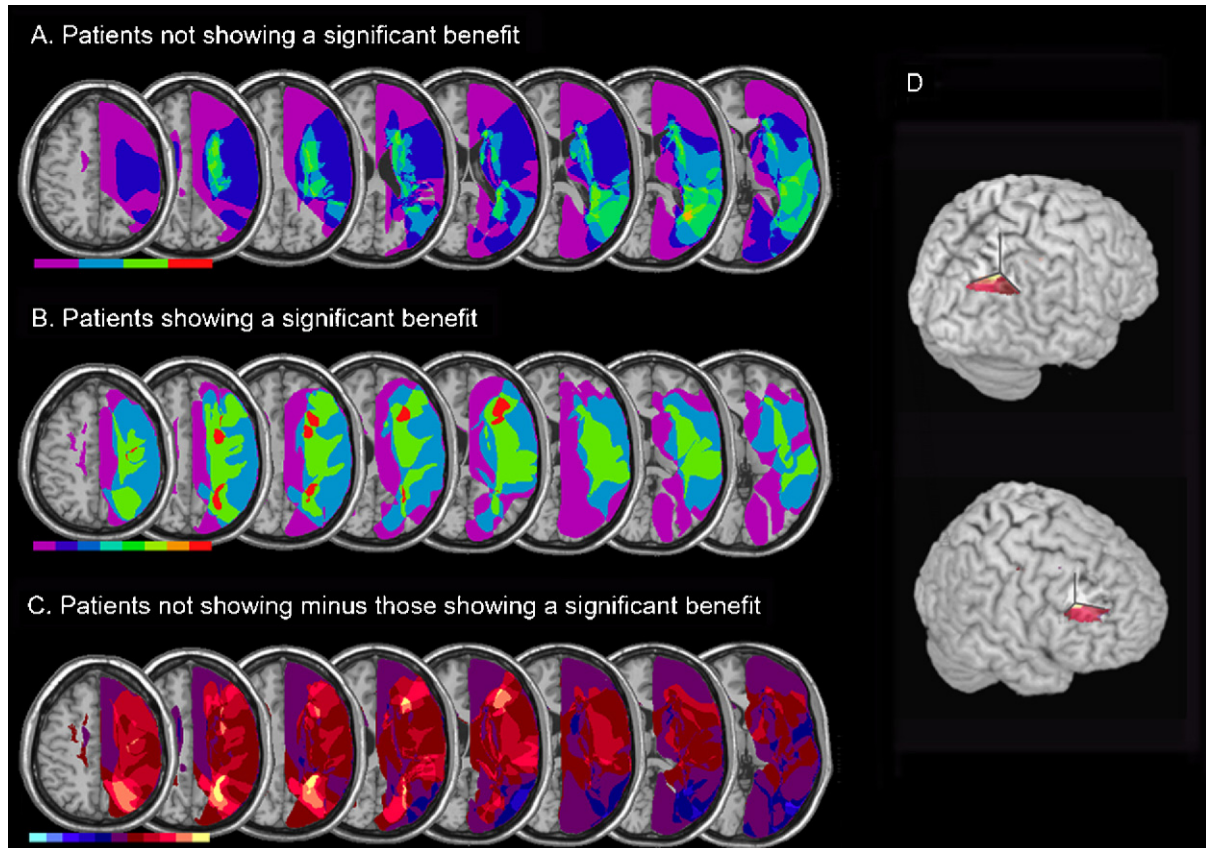 A. Patients not showing a significant benefit
D
B. Patients showing a significant benefit
C. Patients not showing minus those showing a significant benefit